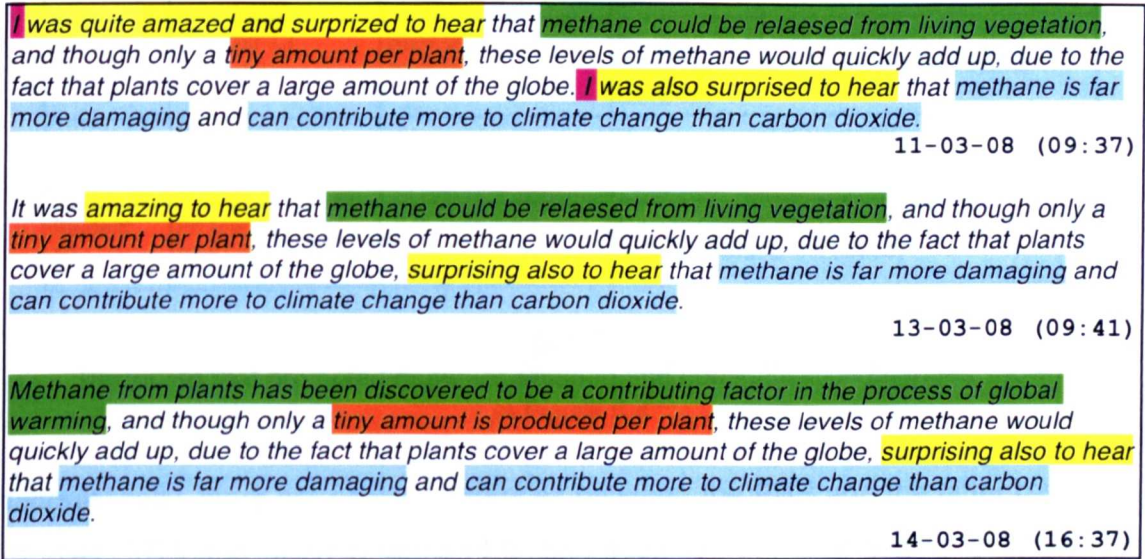 I was quite amazed and surprized to hear that methane could be relaesed from living vegetation,
and though only a tiny amount per plant, these levels of methane would quickly add up, due to the
fact that plants cover a large amount of the globe. I was also surprised to hear that methane is far
more damaging and can contribute more to climate change than carbon dioxide.
11-03-08 (09:37)
It was amazing to hear that methane could be relaesed from living vegetation, and though only a
tiny amount per plant, these levels of methane would quickly add up, due to the fact that plants
cover a large amount of the globe, surprising also to hear that methane is far more damaging and
can contribute more to climate change than carbon dioxide.
13-03-08 (09:41)
Methane from plants has been discovered to be a contributing factor in the process of global
warming, and though only a tiny amount is produced per plant, these levels of methane would
quickly add up, due to the fact that plants cover a large amount of the globe, surprising also to hear
that methane is far more damaging and can contribute more to climate change than carbon
dioxide.
14-03-08 (16:37)